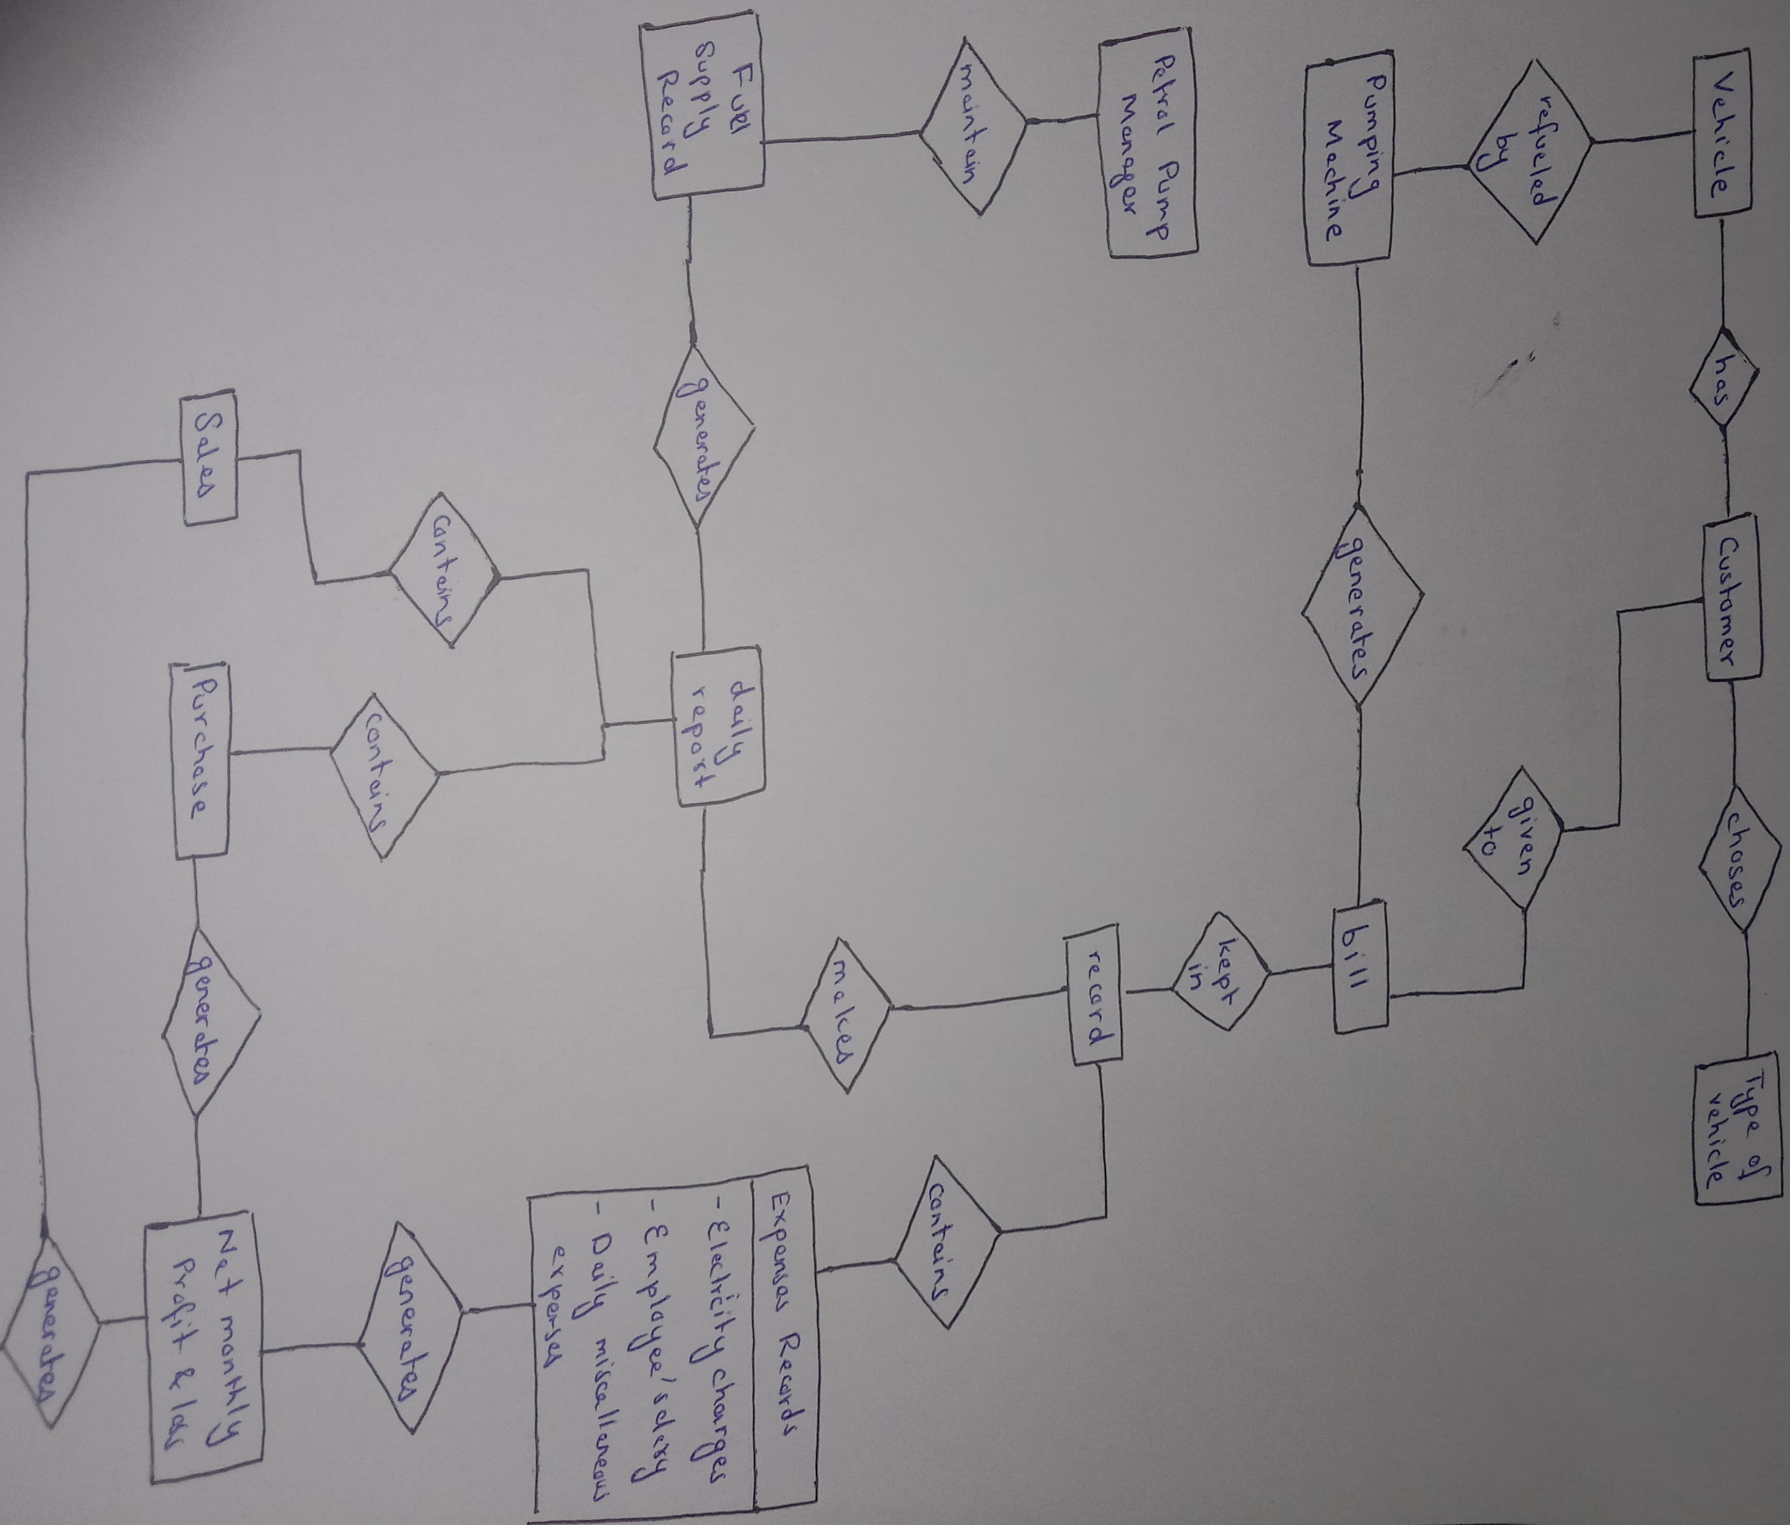 Vehicle
has
Customer
choses
Type of
vehicle
refueled
by
given
to
Pumping
Machine
generates
bill
kept
in
Petrol Pump
Manager
record
maintain
makes
contains
Fuel
Supply
Record
generates
daily
report
Expenses Records
- Electricity charges
- Employee's salary
- Daily miscallaneous
expenses
contains
contains
generates
Sales
Purchase
generates
Net monthly
Profit & loss
generates